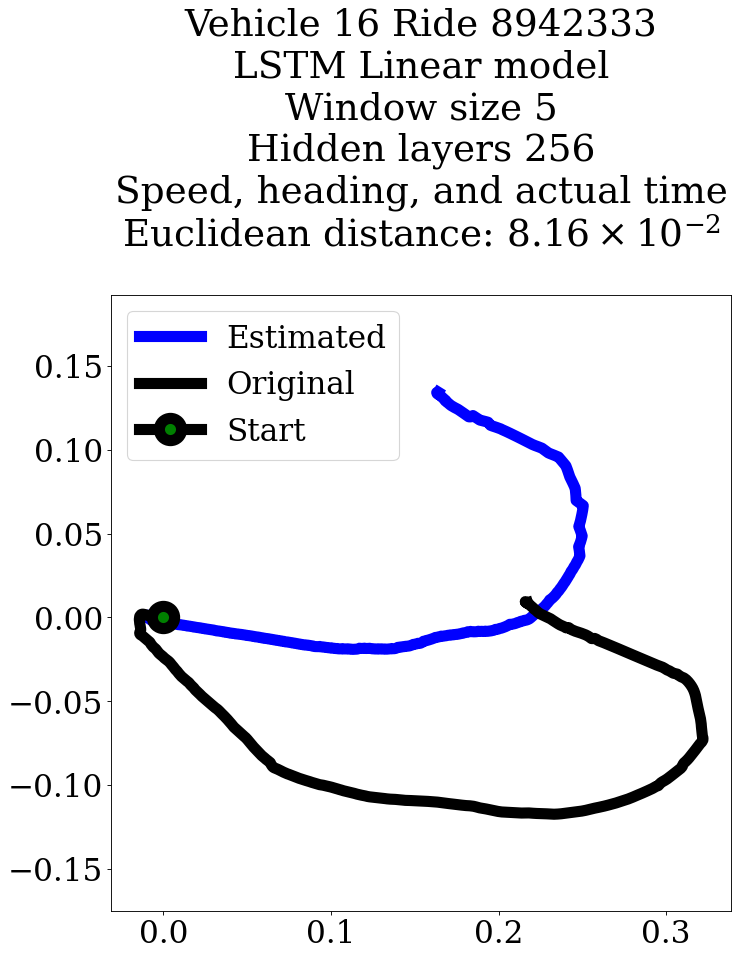 Vehicle 16 Ride 8942333
LSTM Linear model
Window size 5
Hidden layers 256
Speed, heading, and actual time
Euclidean distance: 8.16 × 10⁻²
Estimated
Original
Start
0.15
0.10
0.05
0.00
−0.05
−0.10
−0.15
0.0 0.1 0.2 0.3